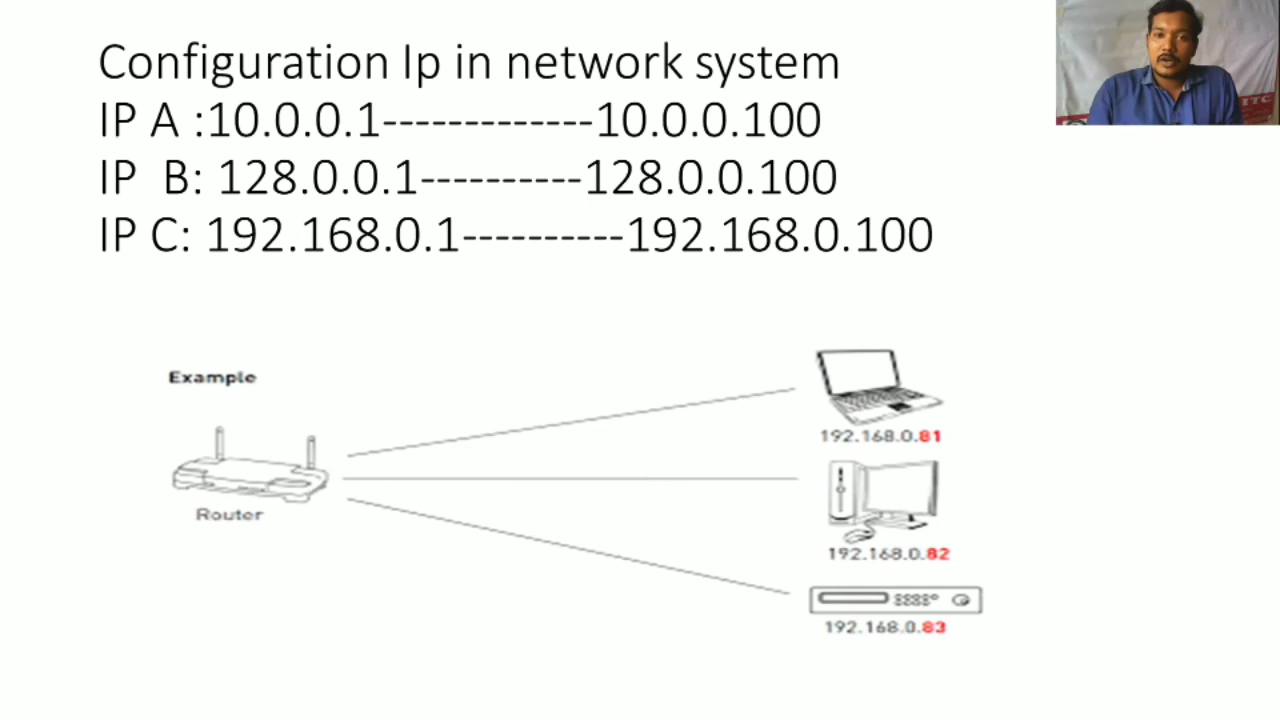 Configuration Ip in network system
IP A :10.0.0.1-------------10.0.0.100
IP  B: 128.0.0.1----------128.0.0.100
IP C: 192.168.0.1----------192.168.0.100
ITC
Example
192.168.0.81
Router
192.168.0.82
192.168.0.83